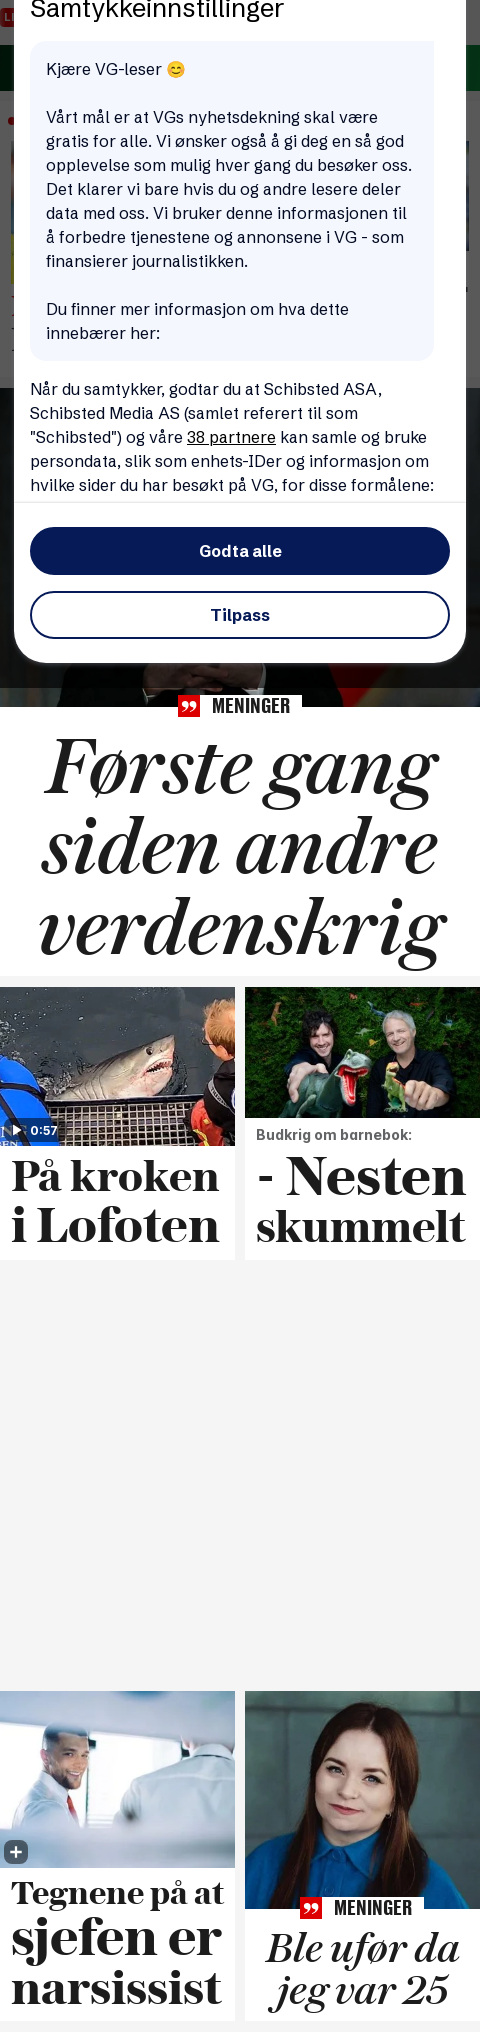 Samtykkeinnstillinger
Kjære VG-leser 😊
Vårt mål er at VGs nyhetsdekning skal være
gratis for alle. Vi ønsker også å gi deg en så god
opplevelse som mulig hver gang du besøker oss.
Det klarer vi bare hvis du og andre lesere deler
data med oss. Vi bruker denne informasjonen til
å forbedre tjenestene og annonsene i VG - som
finansierer journalistikken.
Du finner mer informasjon om hva dette
innebærer her:
Når du samtykker, godtar du at Schibsted ASA,
Schibsted Media AS (samlet referert til som
"Schibsted") og våre 38 partnere kan samle og bruke
persondata, slik som enhets-IDer og informasjon om
hvilke sider du har besøkt på VG, for disse formålene:
Godta alle
Tilpass
MENINGER
Første gang
siden andre
verdenskrig
0:57
På kroken
i Lofoten
Budkrig om barnebok:
- Nesten
skummelt
Tegnene på at
sjefen er
narsissist
MENINGER
Ble ufør da
jeg var 25